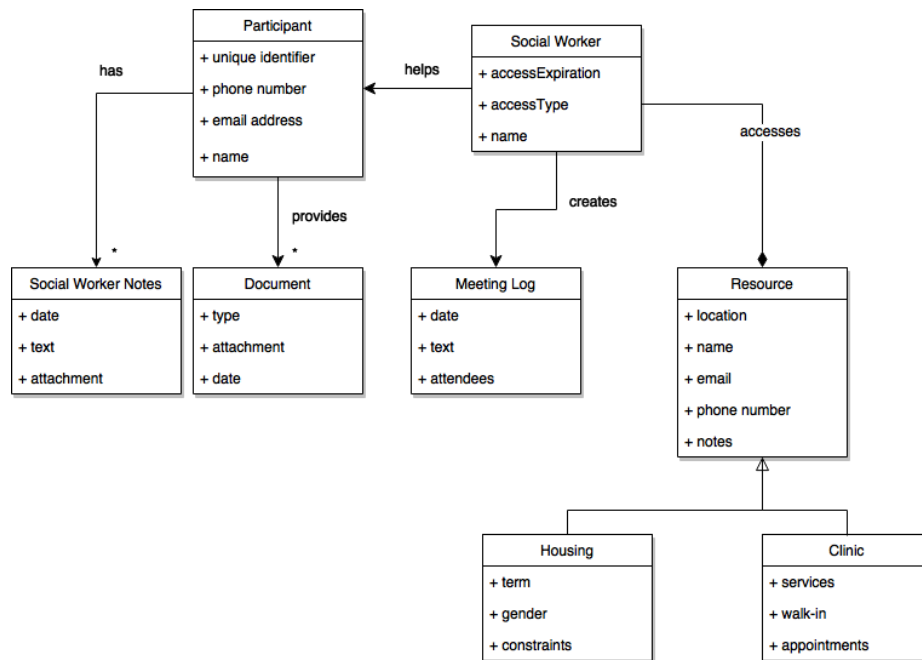 Participant
+ unique identifier
+ phone number
+ email address
+ name
Social Worker
+ accessExpiration
+ accessType
+ name
has
helps
accesses
provides
creates
*
*
Social Worker Notes
+ date
+ text
+ attachment
Document
+ type
+ attachment
+ date
Meeting Log
+ date
+ text
+ attendees
Resource
+ location
+ name
+ email
+ phone number
+ notes
Housing
+ term
+ gender
+ constraints
Clinic
+ services
+ walk-in
+ appointments